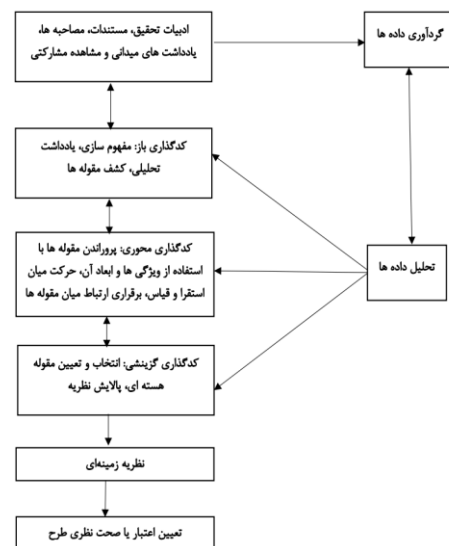 ادبیات تحقیق، مستندات، مصاحبه ها،
یادداشت های میدانی و مشاهده مشارکتی
گردآوری داده ها
کدگذاری باز: مفهوم سازی، یادداشت
تحلیلی، کشف مقوله ها
کدگذاری محوری: پروراندن مقوله ها با
استفاده از ویژگی ها و ابعاد آن، حرکت میان
استقرا و قیاس، برقراری ارتباط میان مقوله ها
تحلیل داده ها
کدگذاری گزینشی: انتخاب و تعیین مقوله
هسته ای، پالایش نظریه
نظریه زمینه‌ای
تعیین اعتبار یا صحت نظری طرح